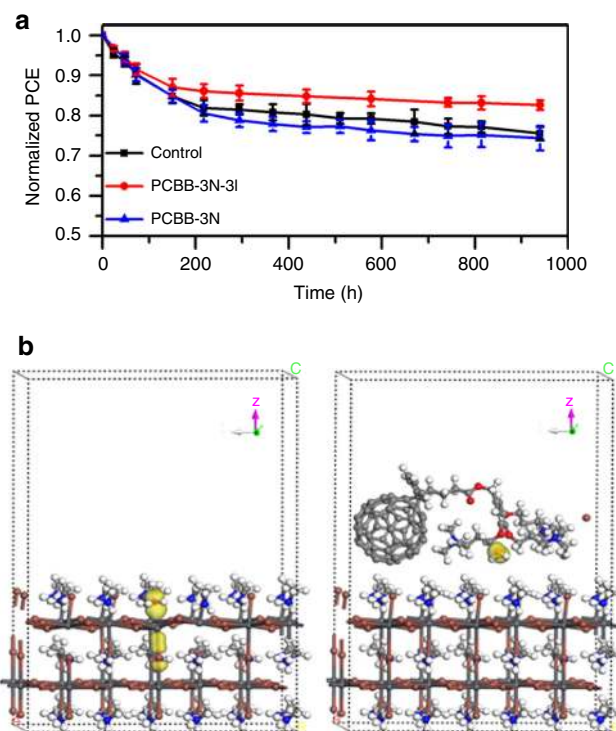 a
1.0
0.9
0.8
0.7
0.6
0.5
Normalized PCE
Control
PCBB-3N-3I
PCBB-3N
0 200 400 600 800 1000
Time (h)
b
C
z
C
z